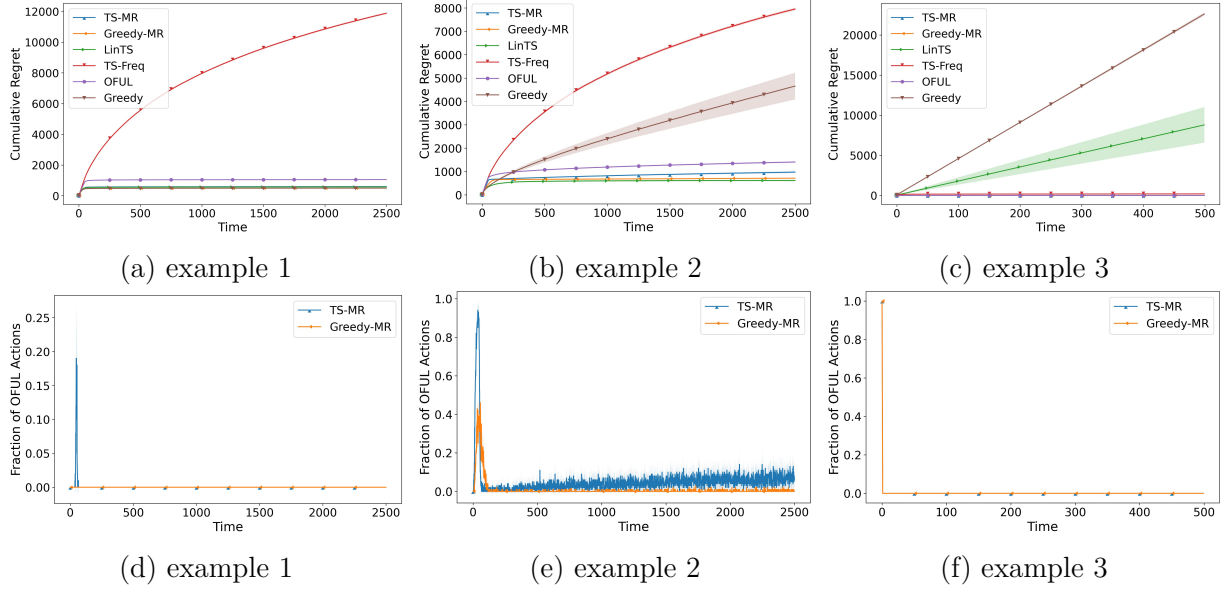 12000
10000
8000
6000
4000
2000
0
Cumulative Regret
TS-MR
Greedy-MR
LinTS
TS-Freq
OFUL
Greedy
0 500 1000 1500 2000 2500
Time
(a) example 1
8000
7000
6000
5000
4000
3000
2000
1000
0
Cumulative Regret
TS-MR
Greedy-MR
LinTS
TS-Freq
OFUL
Greedy
0 500 1000 1500 2000 2500
Time
(b) example 2
20000
15000
10000
5000
0
Cumulative Regret
TS-MR
Greedy-MR
LinTS
TS-Freq
OFUL
Greedy
0 100 200 300 400 500
Time
(c) example 3
0.25
0.20
0.15
0.10
0.05
0.00
Fraction of OFUL Actions
TS-MR
Greedy-MR
0 500 1000 1500 2000 2500
Time
(d) example 1
1.0
0.8
0.6
0.4
0.2
0.0
Fraction of OFUL Actions
TS-MR
Greedy-MR
0 500 1000 1500 2000 2500
Time
(e) example 2
1.0
0.8
0.6
0.4
0.2
0.0
Fraction of OFUL Actions
TS-MR
Greedy-MR
0 100 200 300 400 500
Time
(f) example 3